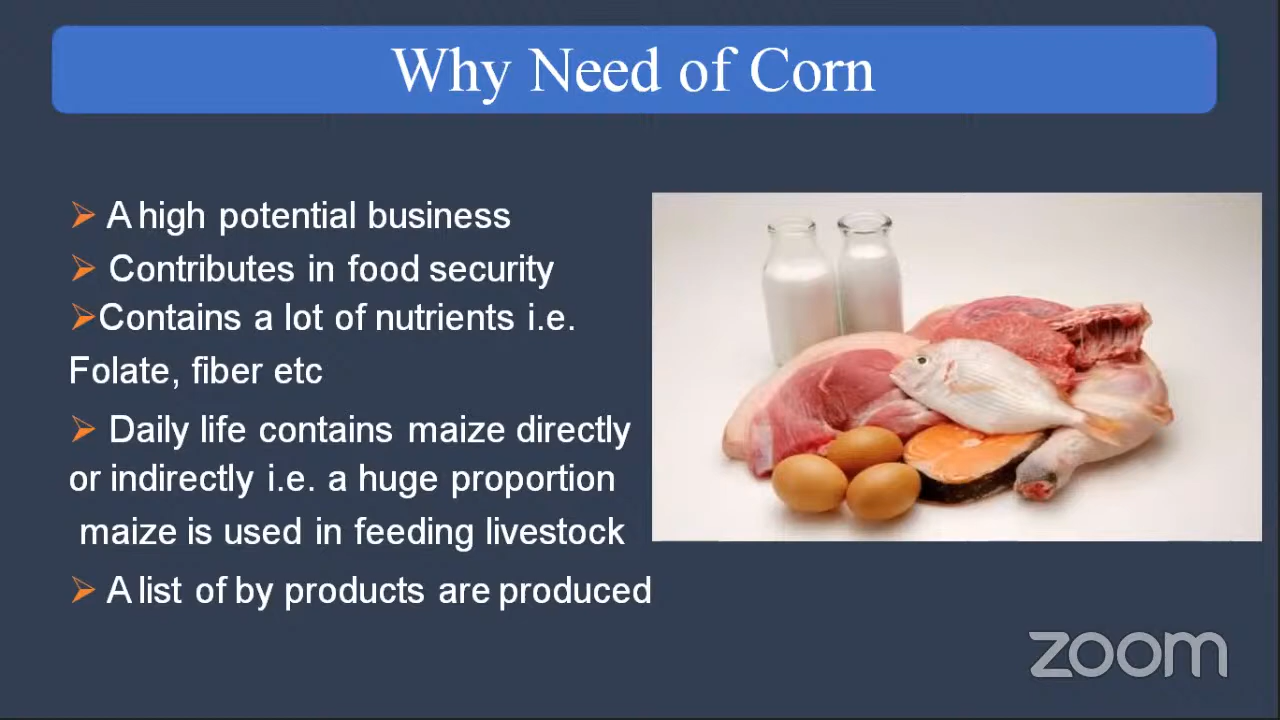 Why Need of Corn
➢ A high potential business
➢ Contributes in food security
➢Contains a lot of nutrients i.e.
Folate, fiber etc
➢ Daily life contains maize directly
or indirectly i.e. a huge proportion
maize is used in feeding livestock
➢ A list of by products are produced
zoom